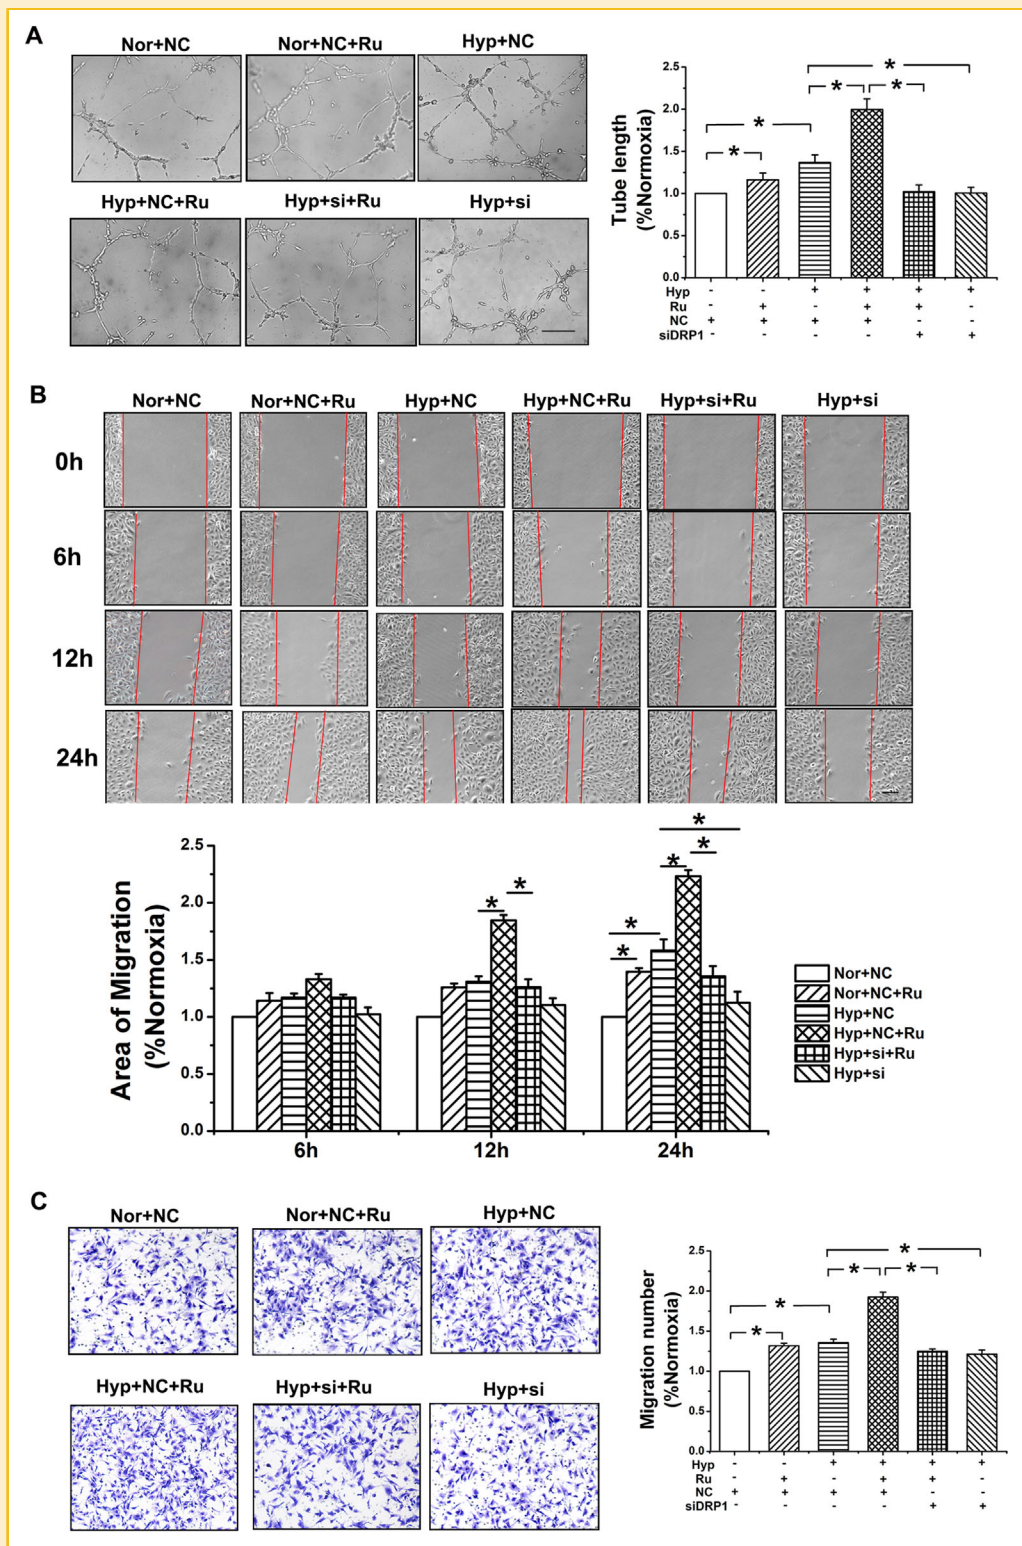 A
Nor+NC Nor+NC+Ru Hyp+NC
Hyp+NC+Ru Hyp+si+Ru Hyp+si
Tube length
(%Normoxia)
2.5
2.0
1.5
1.0
0.5
0.0
* * * * *
Hyp - - + + + +
Ru - + - + + -
NC + + + + - -
siDRP1 - - - - + +
B
Nor+NC Nor+NC+Ru Hyp+NC Hyp+NC+Ru Hyp+si+Ru Hyp+si
0h
6h
12h
24h
Area of Migration
(%Normoxia)
2.5
2.0
1.5
1.0
0.5
0.0
* * * * * * *
6h 12h 24h
Nor+NC
Nor+NC+Ru
Hyp+NC
Hyp+NC+Ru
Hyp+si+Ru
Hyp+si
C
Nor+NC Nor+NC+Ru Hyp+NC
Hyp+NC+Ru Hyp+si+Ru Hyp+si
Migration number
(%Normoxia)
2.5
2.0
1.5
1.0
0.5
0.0
* * * * *
Hyp - - + + + +
Ru - + - + + -
NC + + + + - -
siDRP1 - - - - + +